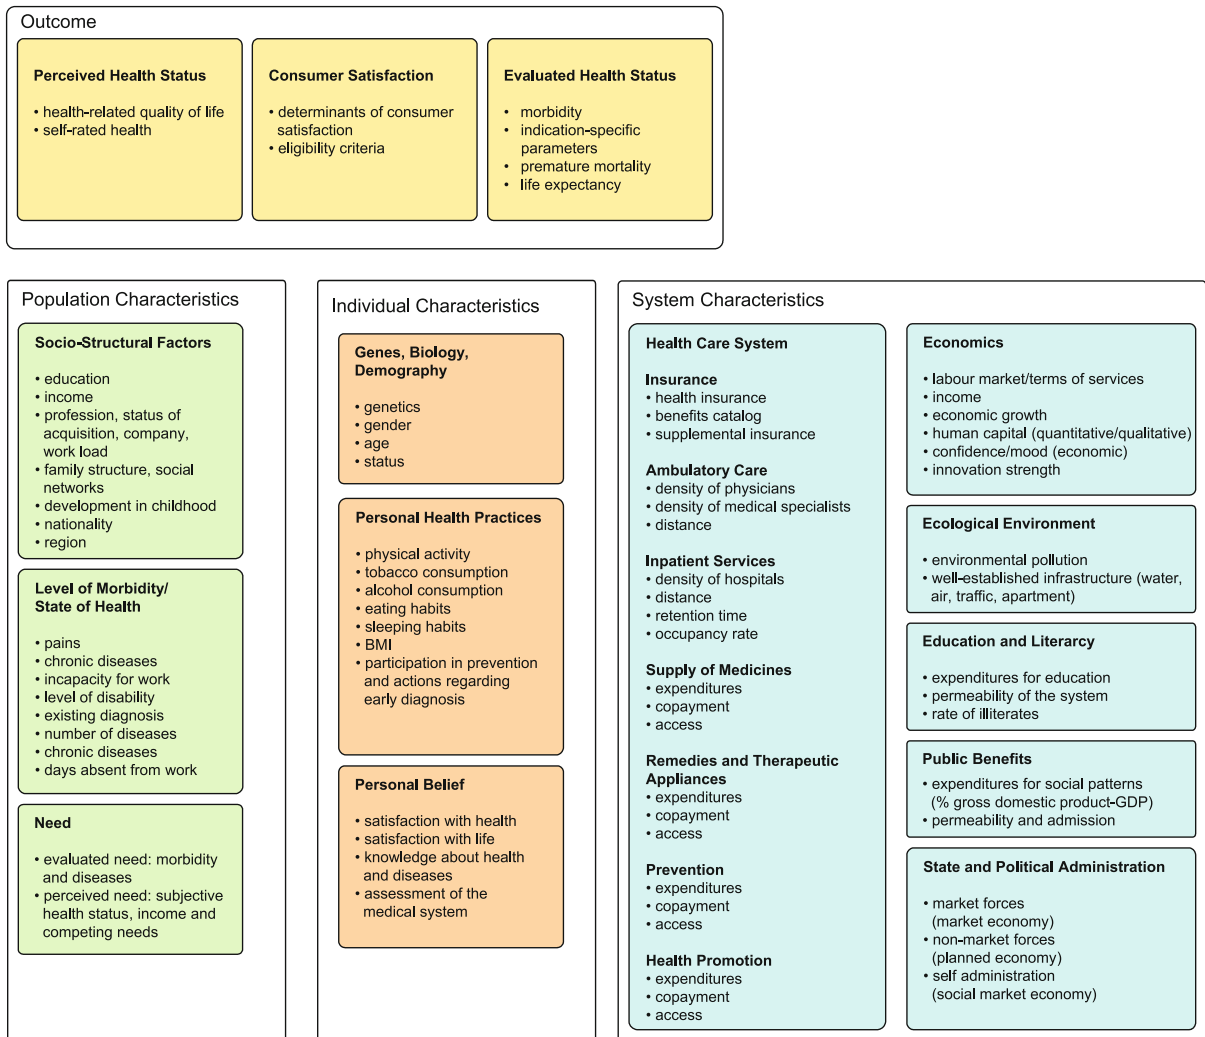 Outcome
Perceived Health Status
• health-related quality of life
• self-rated health
Consumer Satisfaction
• determinants of consumer
satisfaction
• eligibility criteria
Evaluated Health Status
• morbidity
• indication-specific
parameters
• premature mortality
• life expectancy
Population Characteristics
Socio-Structural Factors
• education
• income
• profession, status of
acquisition, company,
work load
• family structure, social
networks
• development in childhood
• nationality
• region
Level of Morbidity/
State of Health
• pains
• chronic diseases
• incapacity for work
• level of disability
• existing diagnosis
• number of diseases
• chronic diseases
• days absent from work
Need
• evaluated need: morbidity
and diseases
• perceived need: subjective
health status, income and
competing needs
Individual Characteristics
Genes, Biology,
Demography
• genetics
• gender
• age
• status
Personal Health Practices
• physical activity
• tobacco consumption
• alcohol consumption
• eating habits
• sleeping habits
• BMI
• participation in prevention
and actions regarding
early diagnosis
Personal Belief
• satisfaction with health
• satisfaction with life
• knowledge about health
and diseases
• assessment of the
medical system
System Characteristics
Health Care System
Insurance
• health insurance
• benefits catalog
• supplemental insurance
Ambulatory Care
• density of physicians
• density of medical specialists
• distance
Inpatient Services
• density of hospitals
• distance
• retention time
• occupancy rate
Supply of Medicines
• expenditures
• copayment
• access
Remedies and Therapeutic
Appliances
• expenditures
• copayment
• access
Prevention
• expenditures
• copayment
• access
Health Promotion
• expenditures
• copayment
• access
Economics
• labour market/terms of services
• income
• economic growth
• human capital (quantitative/qualitative)
• confidence/mood (economic)
• innovation strength
Ecological Environment
• environmental pollution
• well-established infrastructure (water,
air, traffic, apartment)
Education and Literarcy
• expenditures for education
• permeability of the system
• rate of illiterates
Public Benefits
• expenditures for social patterns
(% gross domestic product-GDP)
• permeability and admission
State and Political Administration
• market forces
(market economy)
• non-market forces
(planned economy)
• self administration
(social market economy)